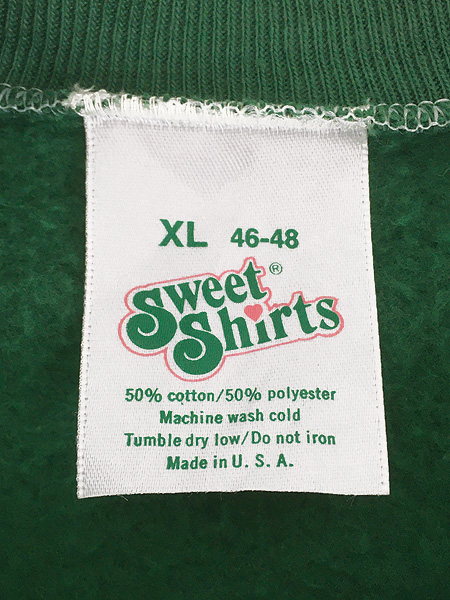 XL 46-48
Sweet®
Shirts
50% cotton/50% polyester
Machine wash cold
Tumble dry low/Do not iron
Made in U. S. A.